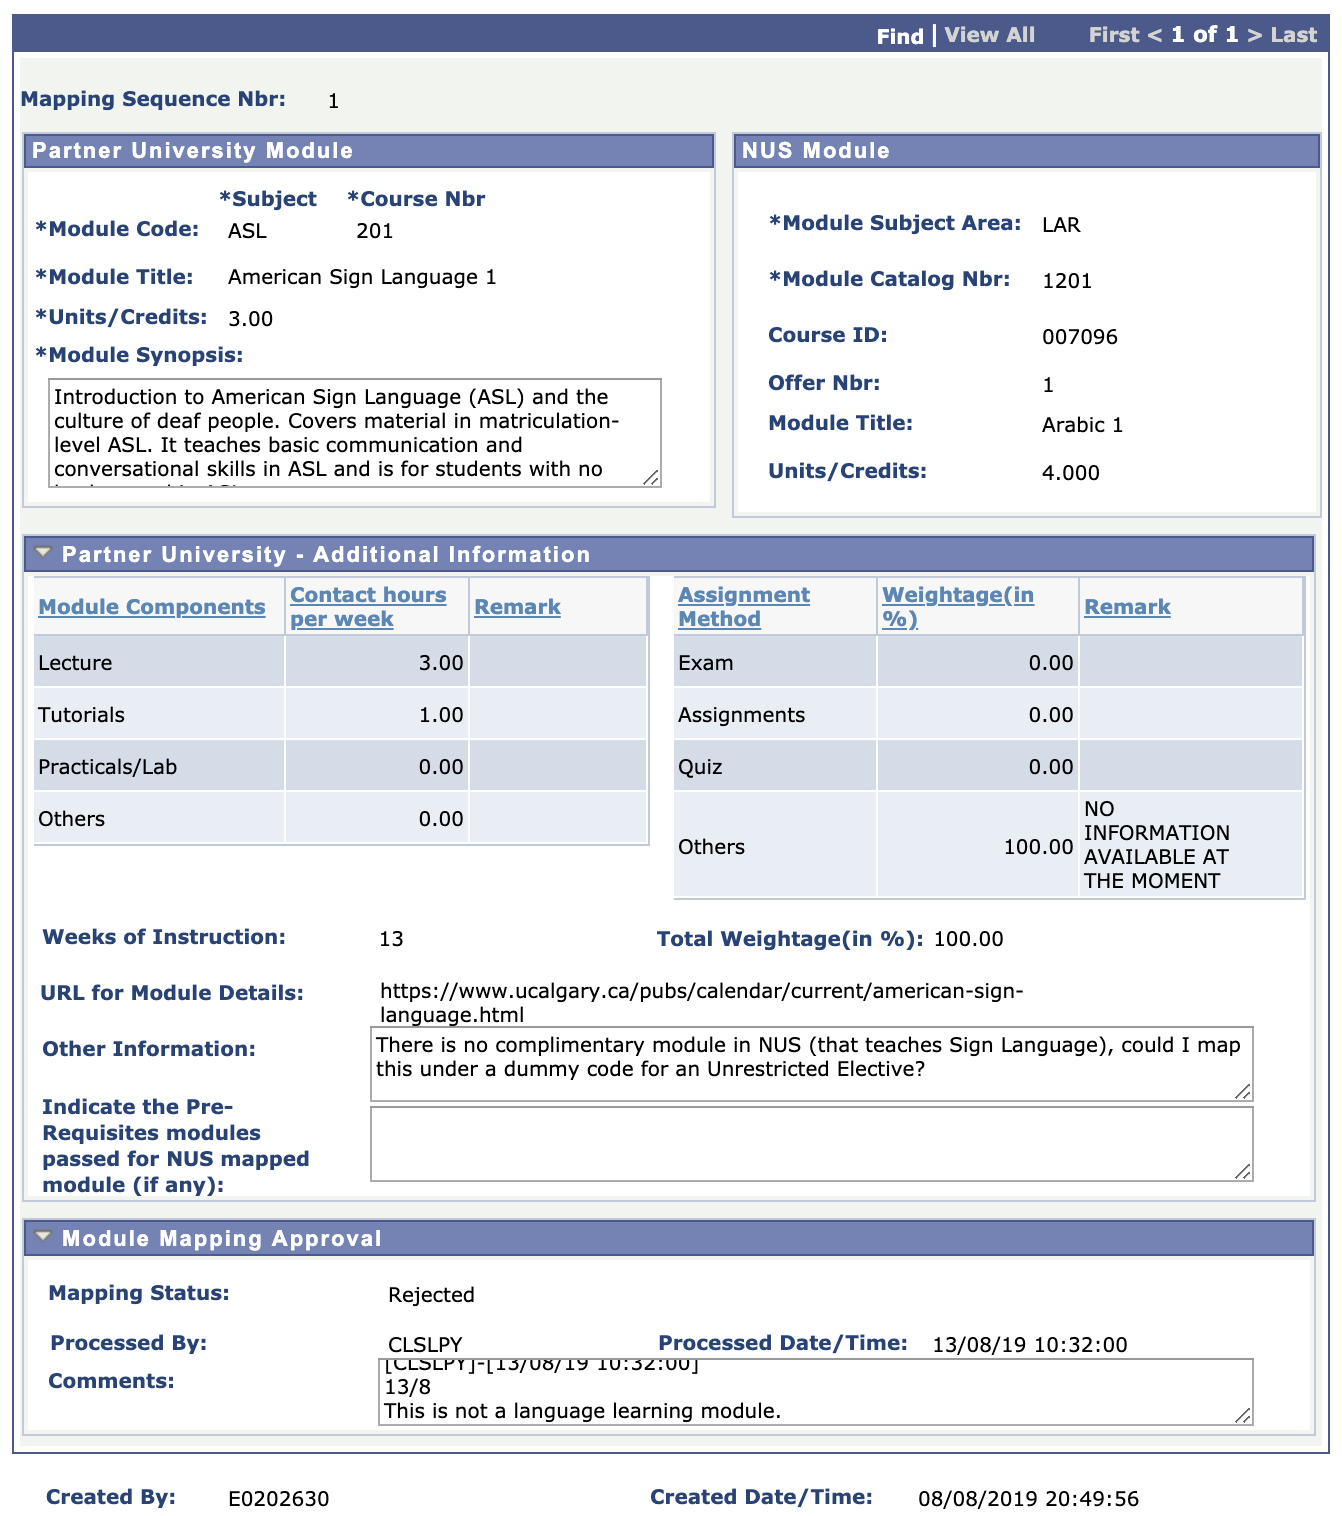 Find | View All First < 1 of 1 > Last
Mapping Sequence Nbr: 1
Partner University Module
*Subject *Course Nbr
*Module Code: ASL 201
*Module Title: American Sign Language 1
*Units/Credits: 3.00
*Module Synopsis:
Introduction to American Sign Language (ASL) and the
culture of deaf people. Covers material in matriculation-
level ASL. It teaches basic communication and
conversational skills in ASL and is for students with no
NUS Module
*Module Subject Area: LAR
*Module Catalog Nbr: 1201
Course ID: 007096
Offer Nbr: 1
Module Title: Arabic 1
Units/Credits: 4.000
Partner University - Additional Information
Module Components Contact hours per week Remark
Lecture 3.00
Tutorials 1.00
Practicals/Lab 0.00
Others 0.00
Assignment Method Weightage(in %) Remark
Exam 0.00
Assignments 0.00
Quiz 0.00
Others 100.00 NO INFORMATION AVAILABLE AT THE MOMENT
Weeks of Instruction: 13 Total Weightage(in %): 100.00
URL for Module Details: https://www.ucalgary.ca/pubs/calendar/current/american-sign-
language.html
Other Information: There is no complimentary module in NUS (that teaches Sign Language), could I map
this under a dummy code for an Unrestricted Elective?
Indicate the Pre-
Requisites modules
passed for NUS mapped
module (if any):
Module Mapping Approval
Mapping Status: Rejected
Processed By: CLSLPY Processed Date/Time: 13/08/19 10:32:00
Comments: [CLSLPY]-[13/08/19 10:32:00]
13/8
This is not a language learning module.
Created By: E0202630 Created Date/Time: 08/08/2019 20:49:56